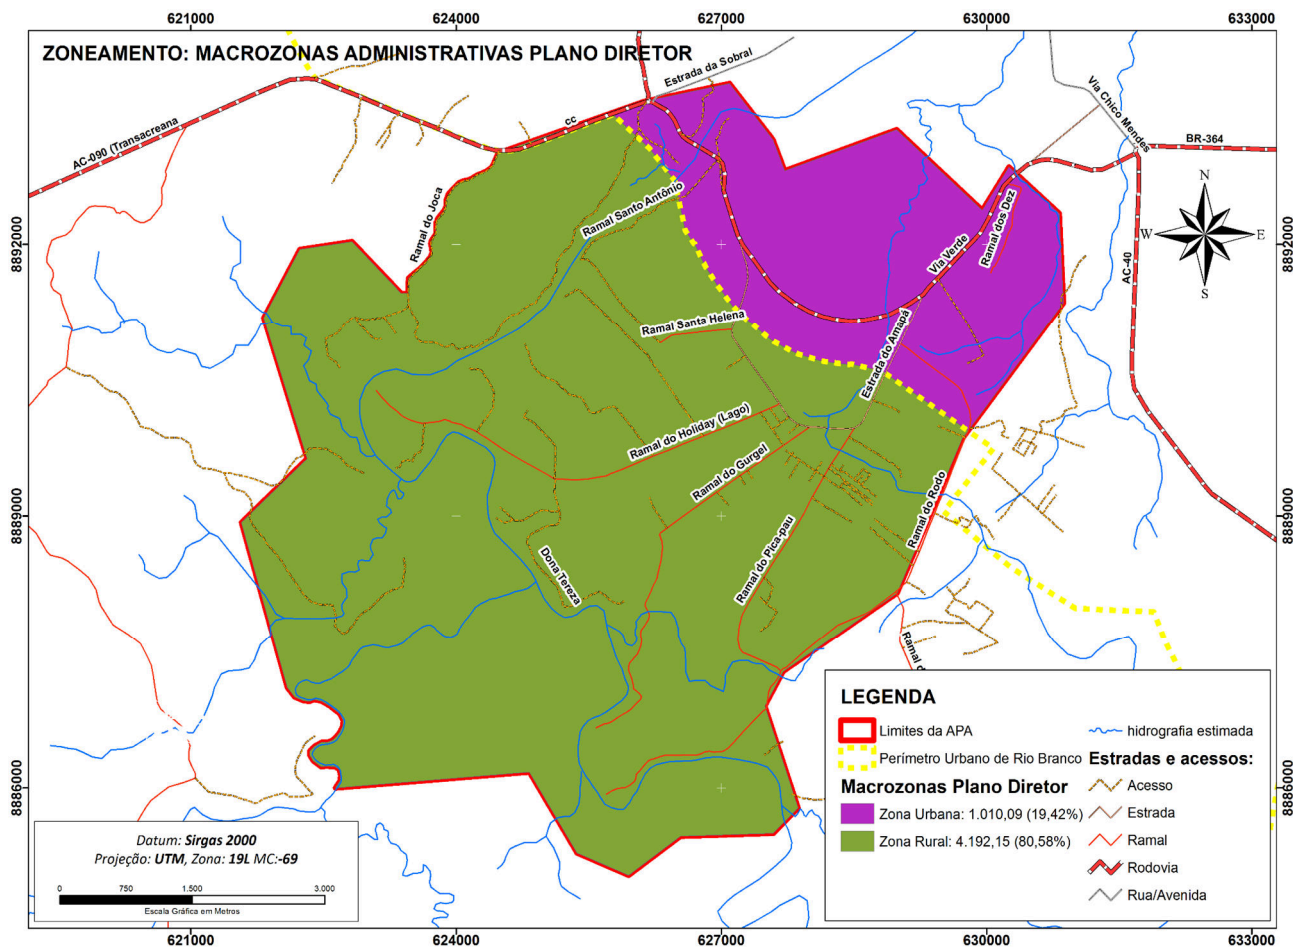 621000
624000
627000
630000
633000
ZONEAMENTO: MACROZONAS ADMINISTRATIVAS PLANO DIRETOR
Estrada da Sobral
Via Chico Mendes
BR-364
cc
AC-090 (Transacreana
Ramal do Joca
Ramal Santo Antônio
Ramal dos Dez
Via Verde
AC-40
N
W
E
S
8892000
8892000
Ramal Santa Helena
Estrada do Amapá
Ramal do Holiday (Lago)
Ramal do Gurgel
Ramal do Rodo
Ramal do Pica-pau
Dona Tereza
8889000
8889000
Ramal d
LEGENDA
Limites da APA
Perímetro Urbano de Rio Branco
Macrozonas Plano Diretor
Zona Urbana: 1.010,09 (19,42%)
Zona Rural: 4.192,15 (80,58%)
hidrografia estimada
Estradas e acessos:
Acesso
Estrada
Ramal
Rodovia
Rua/Avenida
8886000
8886000
Datum: Sirgas 2000
Projeção: UTM, Zona: 19L MC:-69
0 750 1.500 3.000
Escala Gráfica em Metros
621000
624000
627000
630000
633000